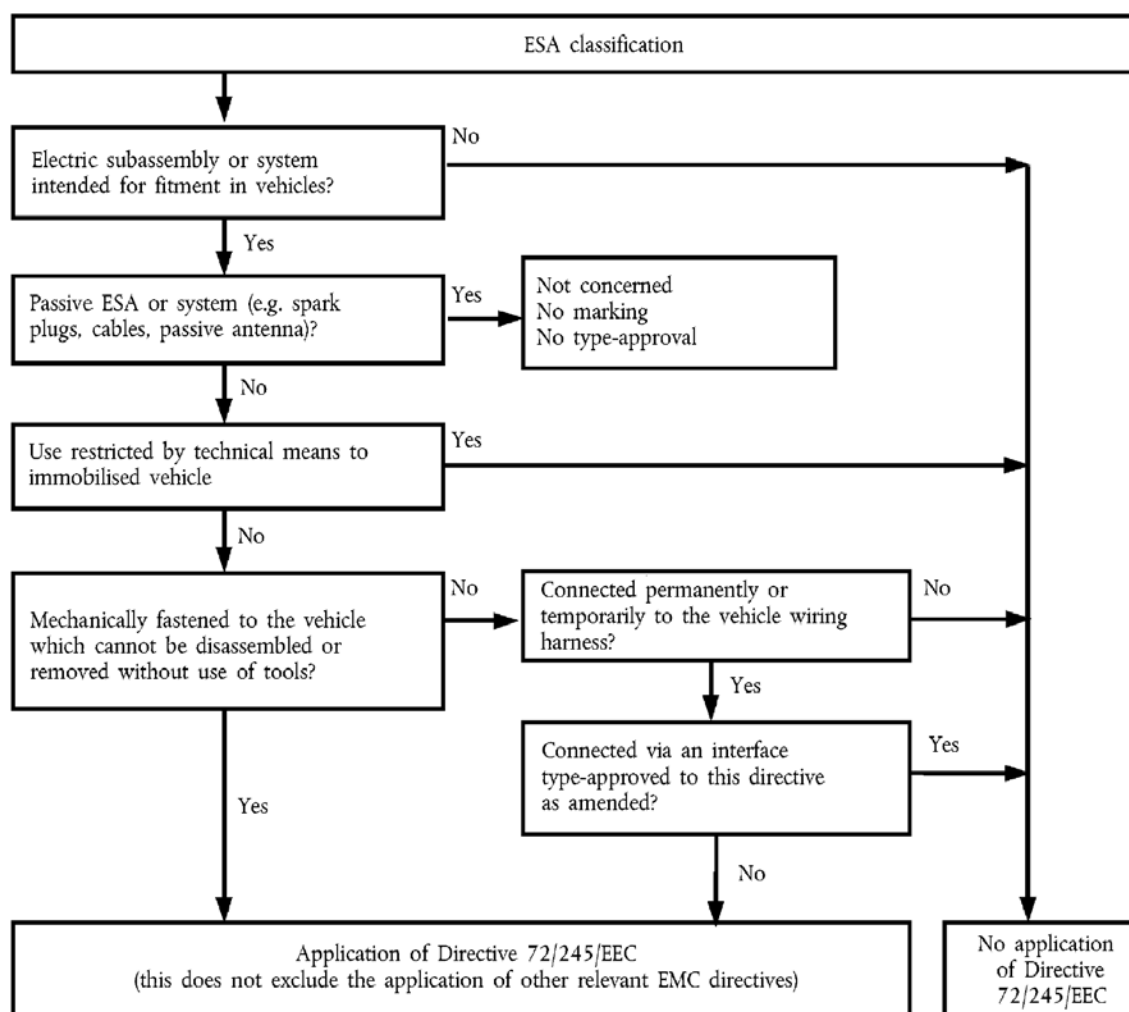 ESA classification
No
Electric subassembly or system
intended for fitment in vehicles?
Yes
Passive ESA or system (e.g. spark
plugs, cables, passive antenna)?
Yes
Not concerned
No marking
No type-approval
No
Use restricted by technical means to
immobilised vehicle
Yes
No
Mechanically fastened to the vehicle
which cannot be disassembled or
removed without use of tools?
No
Connected permanently or
temporarily to the vehicle wiring
harness?
No
Yes
Connected via an interface
type-approved to this directive
as amended?
Yes
Yes
No
Application of Directive 72/245/EEC
(this does not exclude the application of other relevant EMC directives)
No application
of Directive
72/245/EEC